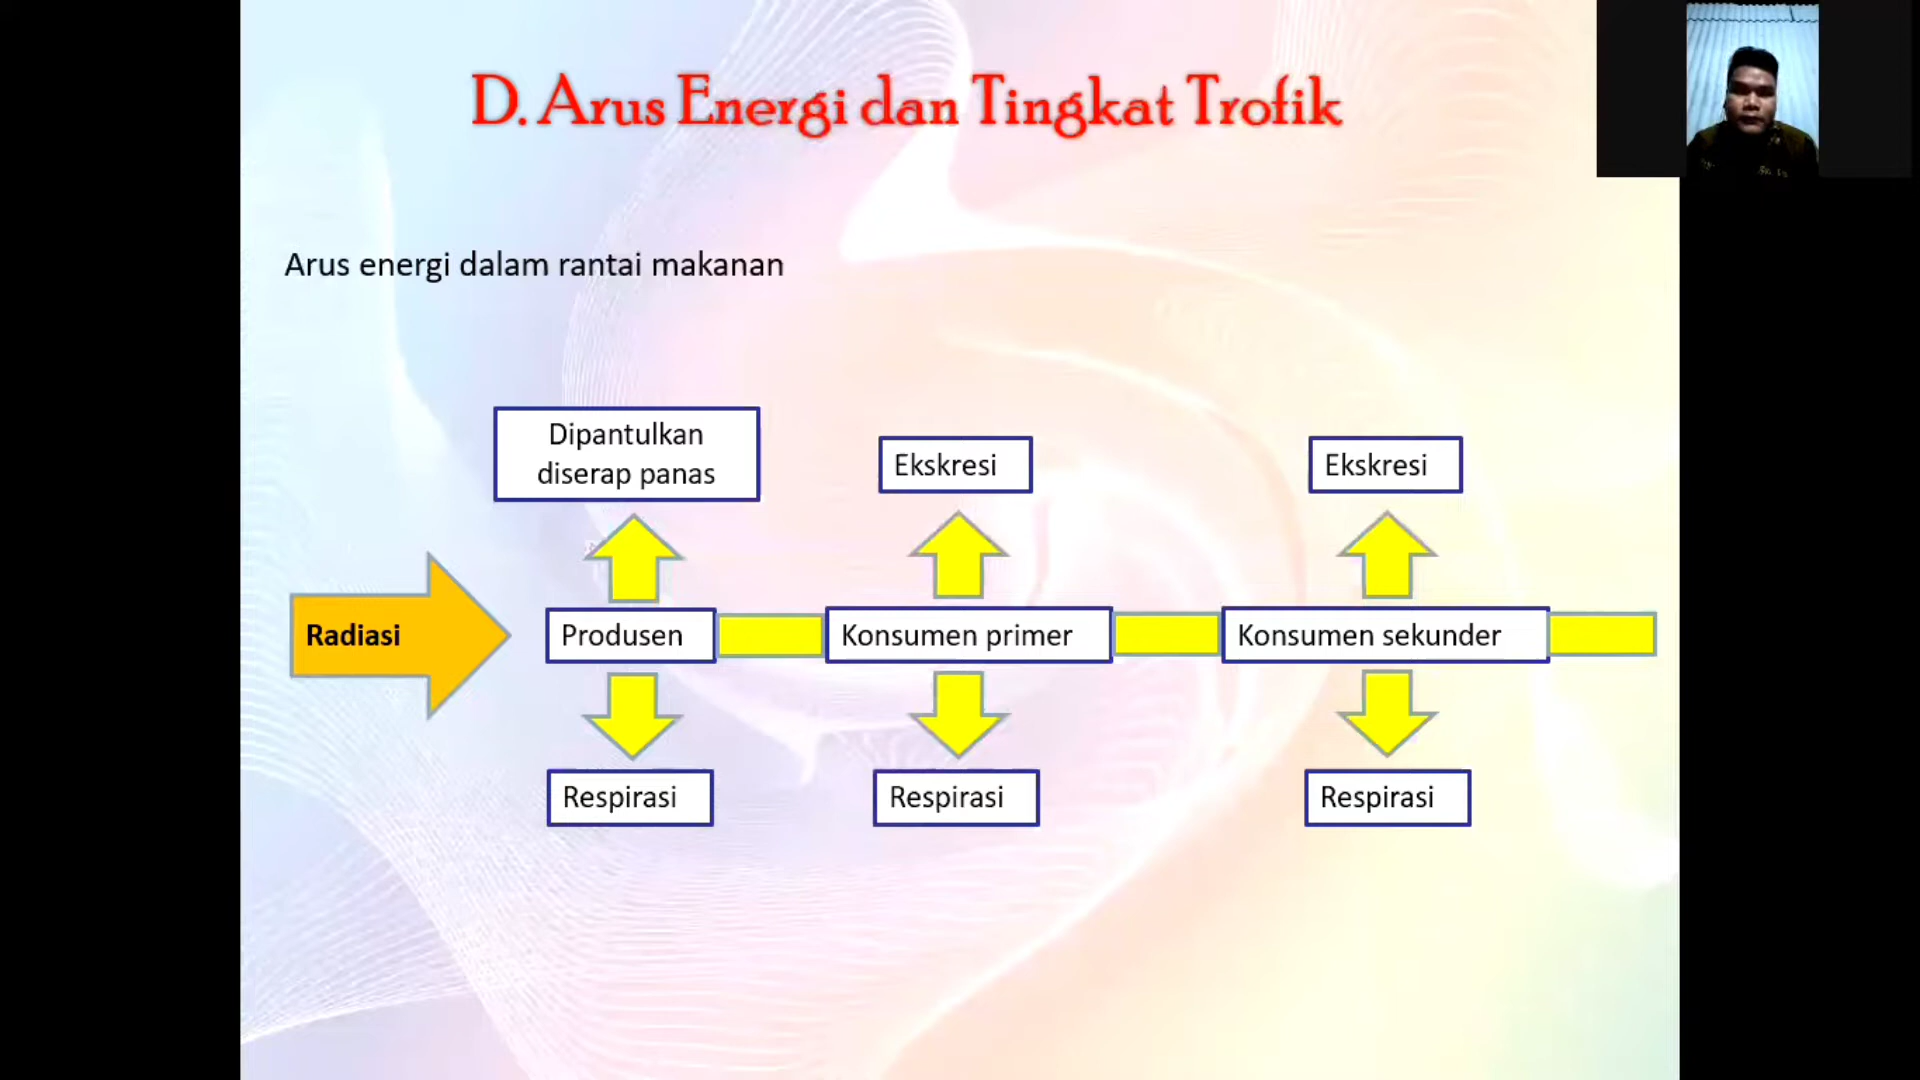 D. Arus Energi dan Tingkat Trofik
Arus energi dalam rantai makanan
Dipantulkan
diserap panas
Ekskresi
Ekskresi
Radiasi
Produsen
Konsumen primer
Konsumen sekunder
Respirasi
Respirasi
Respirasi